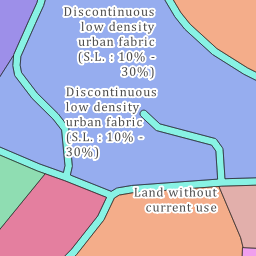 Discontinuous
low density
urban fabric
(S.L. : 10% -
30%)
Discontinuous
low density
urban fabric
(S.L. : 10% -
30%)
Land without
current use